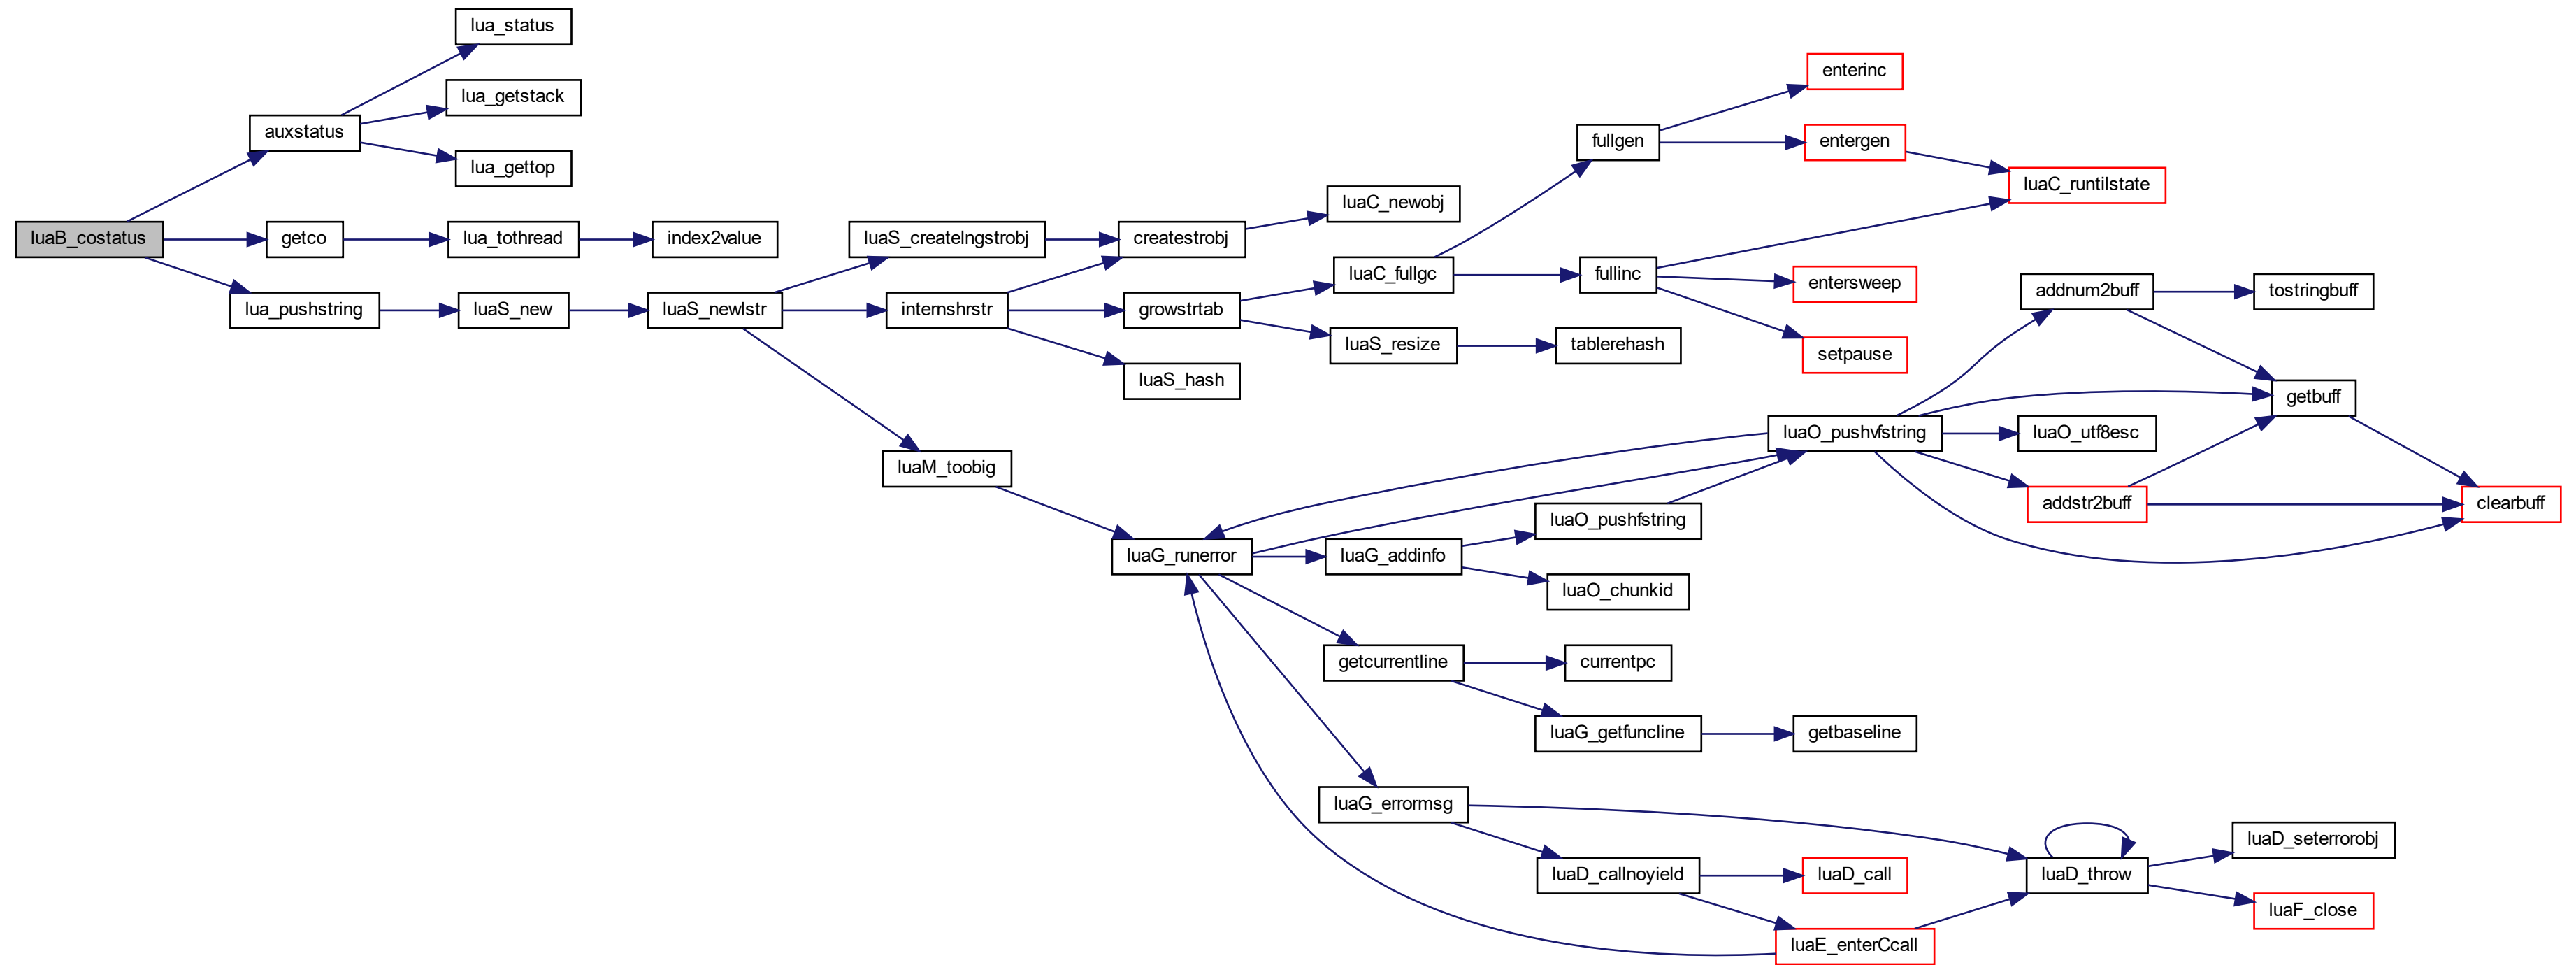 luaB_costatus
auxstatus
getco
lua_pushstring
lua_status
lua_getstack
lua_gettop
lua_tothread
luaS_new
index2value
luaS_newlstr
luaS_createlngstrobj
internshrstr
luaM_toobig
createstrobj
growstrtab
luaS_hash
luaG_runerror
luaC_newobj
luaC_fullgc
luaS_resize
luaG_addinfo
getcurrentline
luaG_errormsg
fullgen
fullinc
tablerehash
luaO_pushfstring
luaO_chunkid
currentpc
luaG_getfuncline
luaD_callnoyield
enterinc
entergen
entersweep
setpause
luaO_pushvfstring
getbaseline
luaD_call
luaE_enterCcall
luaC_runtilstate
addnum2buff
luaO_utf8esc
addstr2buff
luaD_throw
tostringbuff
getbuff
luaD_seterrorobj
luaF_close
clearbuff